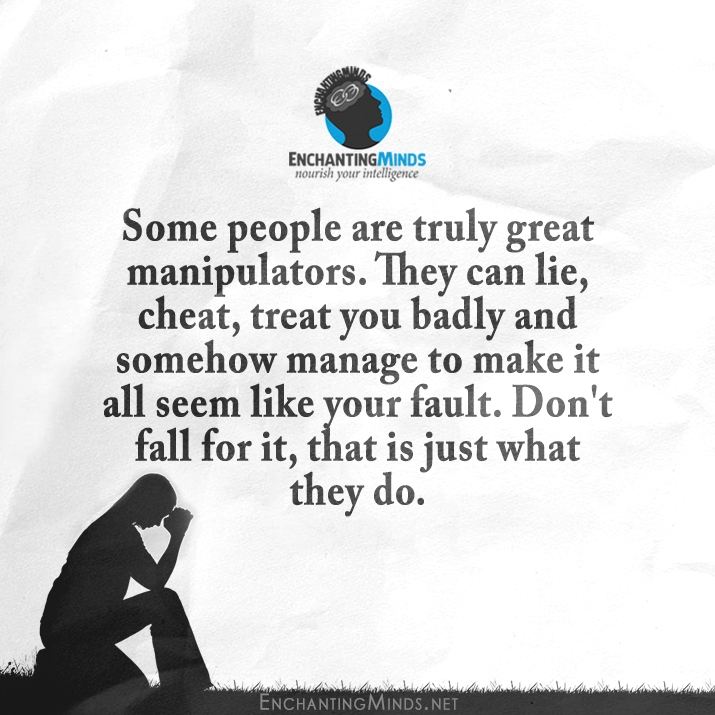 ENCHANTINGMINDS
ENCHANTINGMINDS
nourish your intelligence
Some people are truly great
manipulators. They can lie,
cheat, treat you badly and
somehow manage to make it
all seem like your fault. Don't
fall for it, that is just what
they do.
ENCHANTINGMINDS.NET